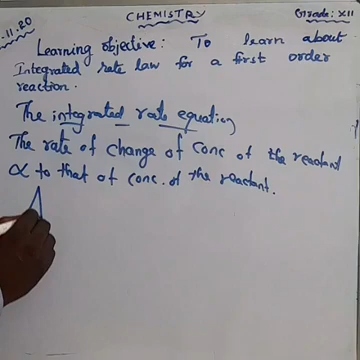 .11.20
CHEMISTRY
Grade: XII
Learning objective: To learn about
Integrated rate law for a first order
reaction.
The integrated rate equation
The rate of change of conc of the reactant
∝ to that of conc. of the reactant.